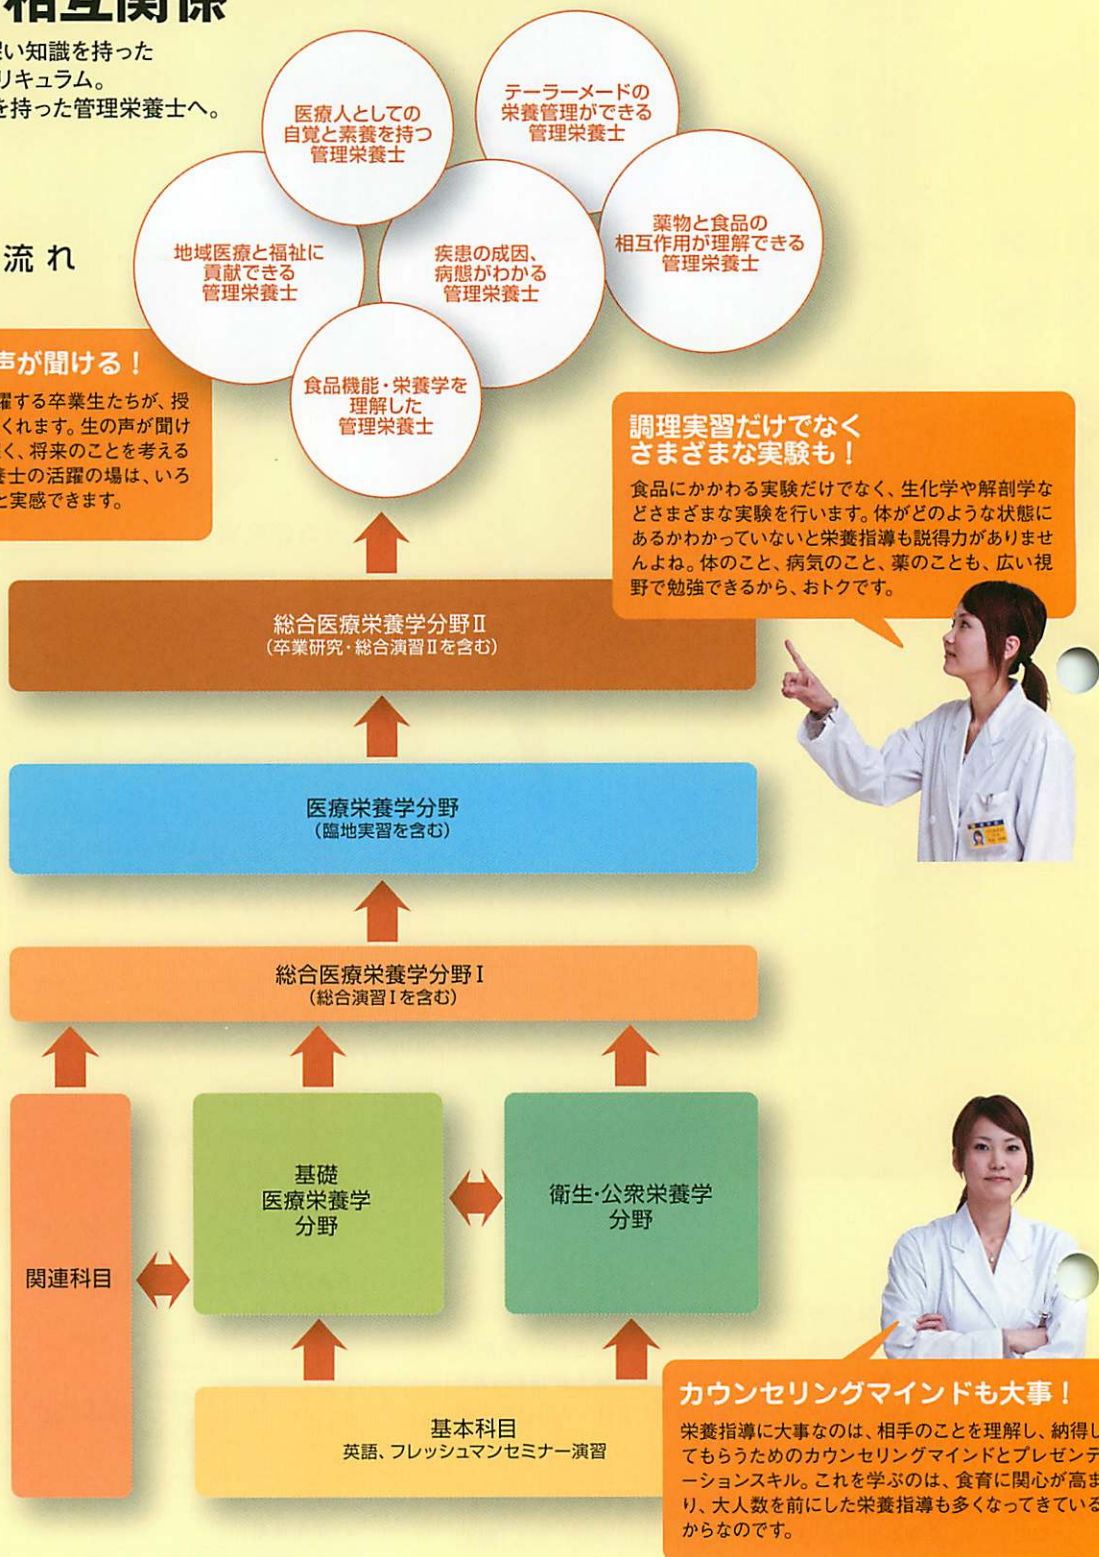 相互関係
い知識を持った
リキュラム。
を持った管理栄養士へ。
流れ
医療人としての
自覚と素養を持つ
管理栄養士
テーラーメードの
栄養管理ができる
管理栄養士
地域医療と福祉に
貢献できる
管理栄養士
疾患の成因、
病態がわかる
管理栄養士
薬物と食品の
相互作用が理解できる
管理栄養士
食品機能・栄養学を
理解した
管理栄養士
声が聞ける!
躍する卒業生たちが、授
くれます。生の声が聞け
く、将来のことを考える
養士の活躍の場は、いろ
と実感できます。
調理実習だけでなく
さまざまな実験も!
食品にかかわる実験だけでなく、生化学や解剖学な
どさまざまな実験を行います。体がどのような状態に
あるかわかっていないと栄養指導も説得力がありませ
んよね。体のこと、病気のこと、薬のことも、広い視
野で勉強できるから、おトクです。
総合医療栄養学分野Ⅱ
(卒業研究・総合演習Ⅱを含む)
医療栄養学分野
(臨地実習を含む)
総合医療栄養学分野Ⅰ
(総合演習Ⅰを含む)
関連科目
基礎
医療栄養学
分野
衛生・公衆栄養学
分野
基本科目
英語、フレッシュマンセミナー演習
カウンセリングマインドも大事!
栄養指導に大事なのは、相手のことを理解し、納得し
てもらうためのカウンセリングマインドとプレゼンテ
ーションスキル。これを学ぶのは、食育に関心が高ま
り、大人数を前にした栄養指導も多くなってきている
からなのです。